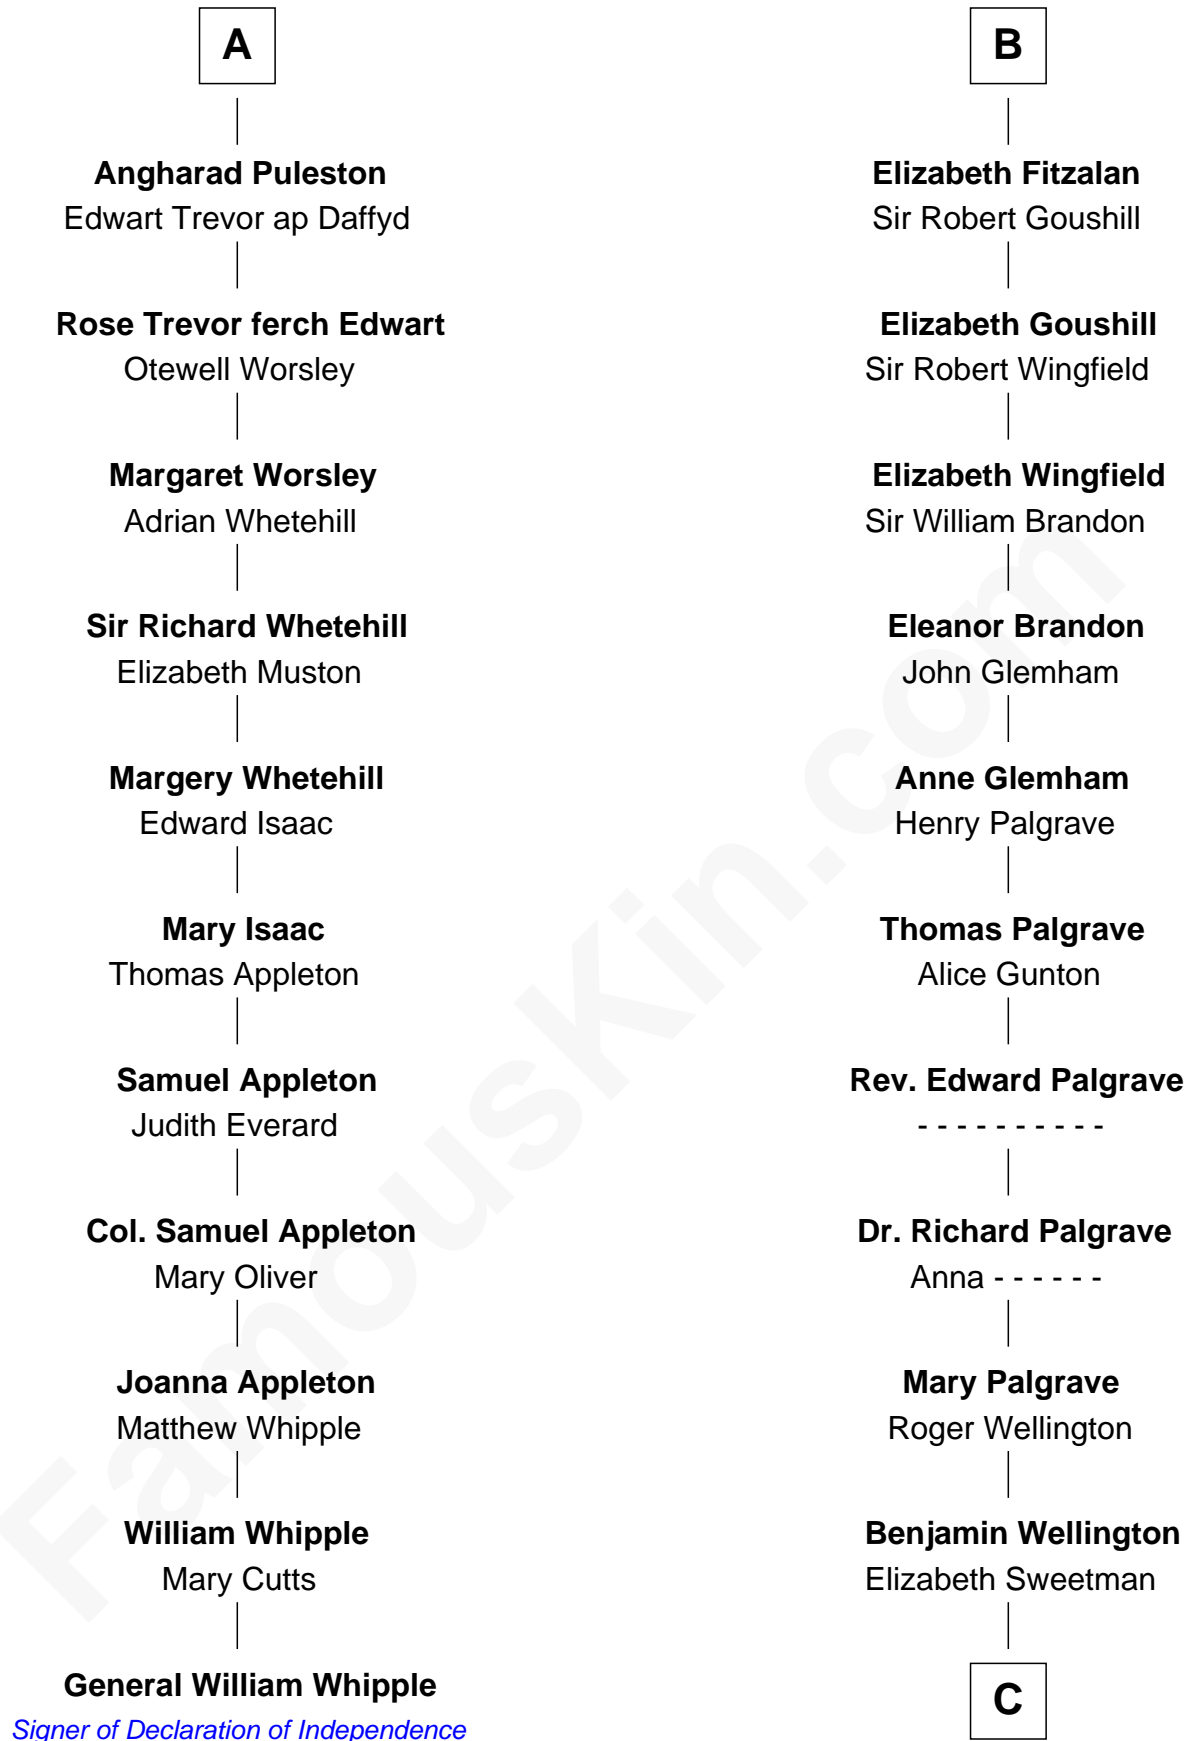 A
Angharad Puleston
Edwart Trevor ap Daffyd
Rose Trevor ferch Edwart
Otewell Worsley
Margaret Worsley
Adrian Whetehill
Sir Richard Whetehill
Elizabeth Muston
Margery Whetehill
Edward Isaac
Mary Isaac
Thomas Appleton
Samuel Appleton
Judith Everard
Col. Samuel Appleton
Mary Oliver
Joanna Appleton
Matthew Whipple
William Whipple
Mary Cutts
General William Whipple
Signer of Declaration of Independence
B
Elizabeth Fitzalan
Sir Robert Goushill
Elizabeth Goushill
Sir Robert Wingfield
Elizabeth Wingfield
Sir William Brandon
Eleanor Brandon
John Glemham
Anne Glemham
Henry Palgrave
Thomas Palgrave
Alice Gunton
Rev. Edward Palgrave
- - - - - - - - - -
Dr. Richard Palgrave
Anna - - - - - -
Mary Palgrave
Roger Wellington
Benjamin Wellington
Elizabeth Sweetman
C
FamousKin.com